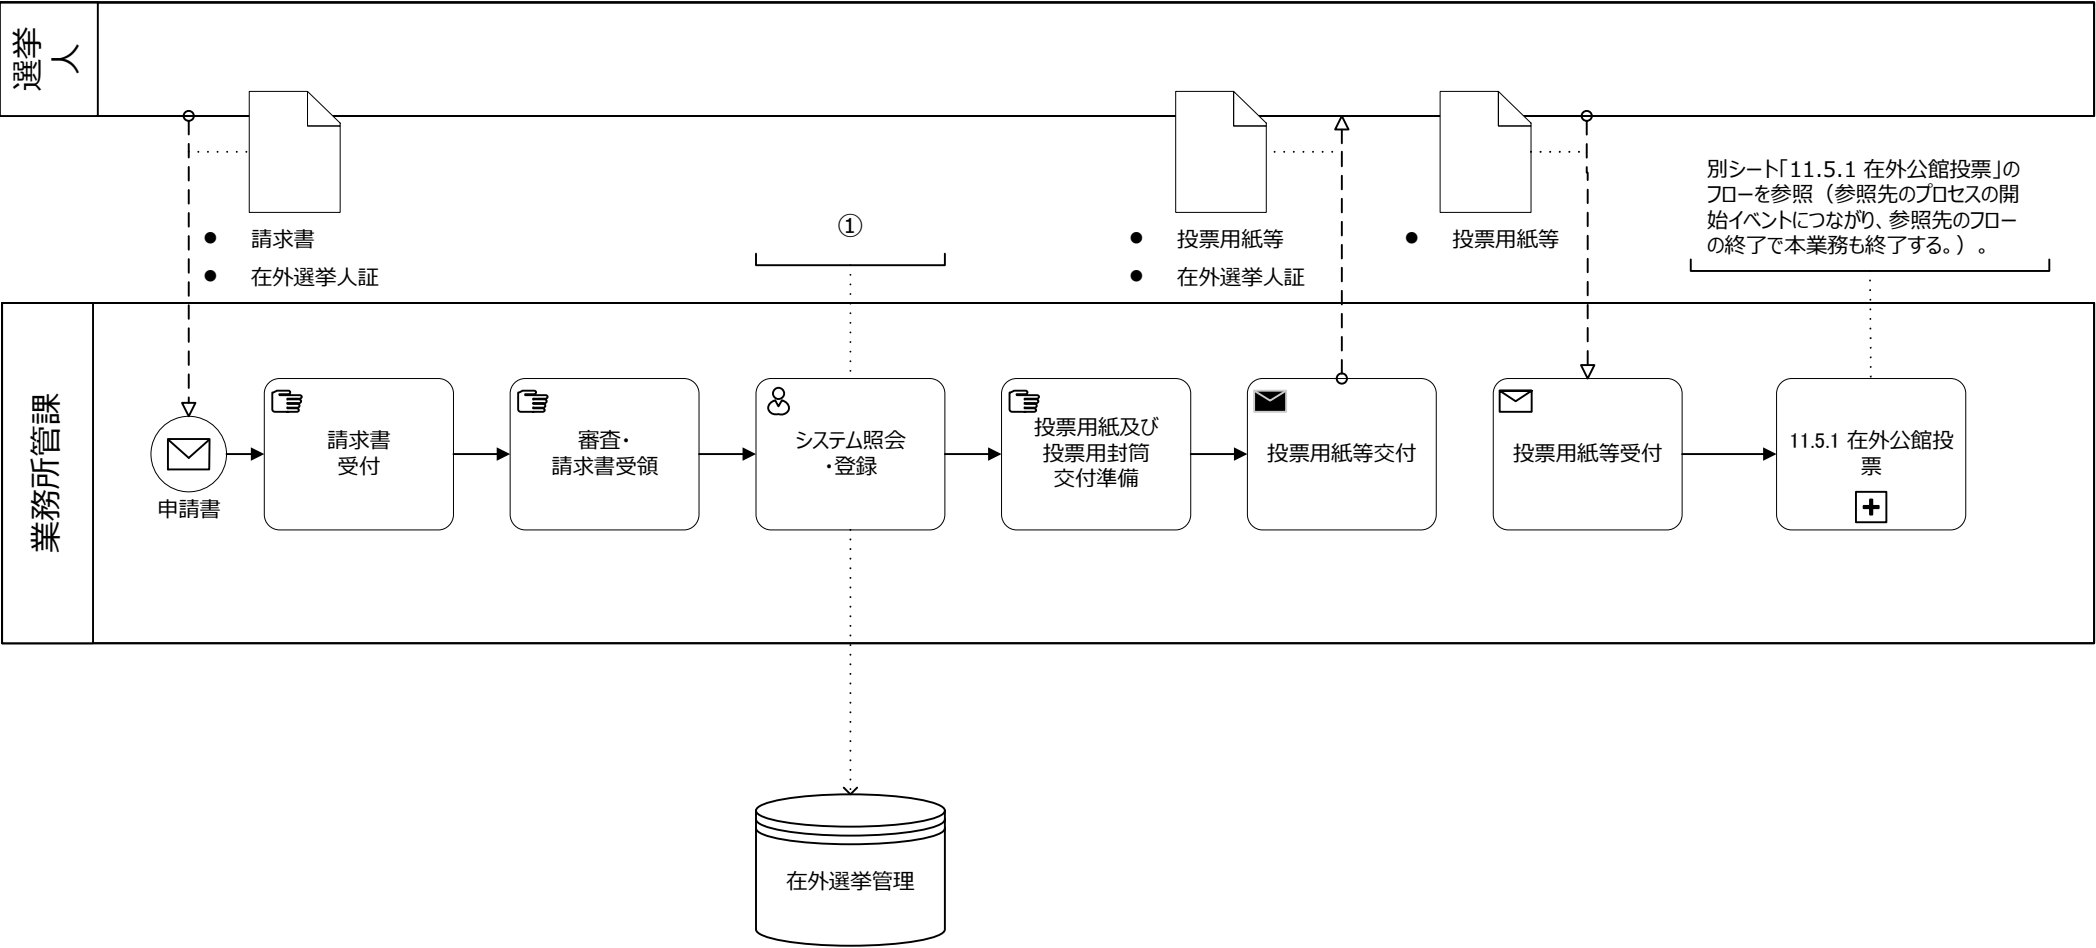 選挙
人
● 請求書
● 在外選挙人証
①
● 投票用紙等
● 在外選挙人証
● 投票用紙等
別シート「11.5.1 在外公館投票」の
フローを参照（参照先のプロセスの開
始イベントにつながり、参照先のフロー
の終了で本業務も終了する。）。
業務所管課
申請書
請求書
受付
審査・
請求書受領
システム照会
・登録
投票用紙及び
投票用封筒
交付準備
投票用紙等交付
投票用紙等受付
11.5.1 在外公館投
票
在外選挙管理